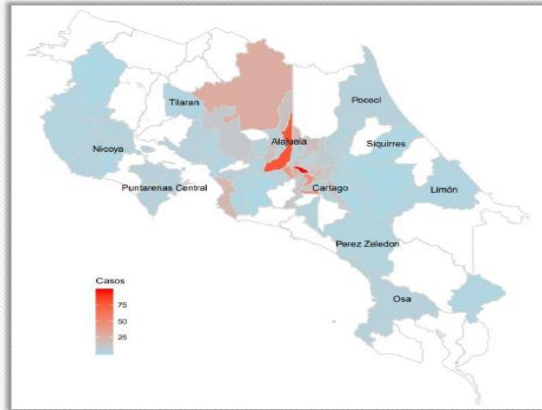 Tilaran
Pococí
Alajuela
Siquirres
Nicoya
Puntarenas Central
Cartago
Limón
Perez Zeledon
Casos
75
50
25
Osa